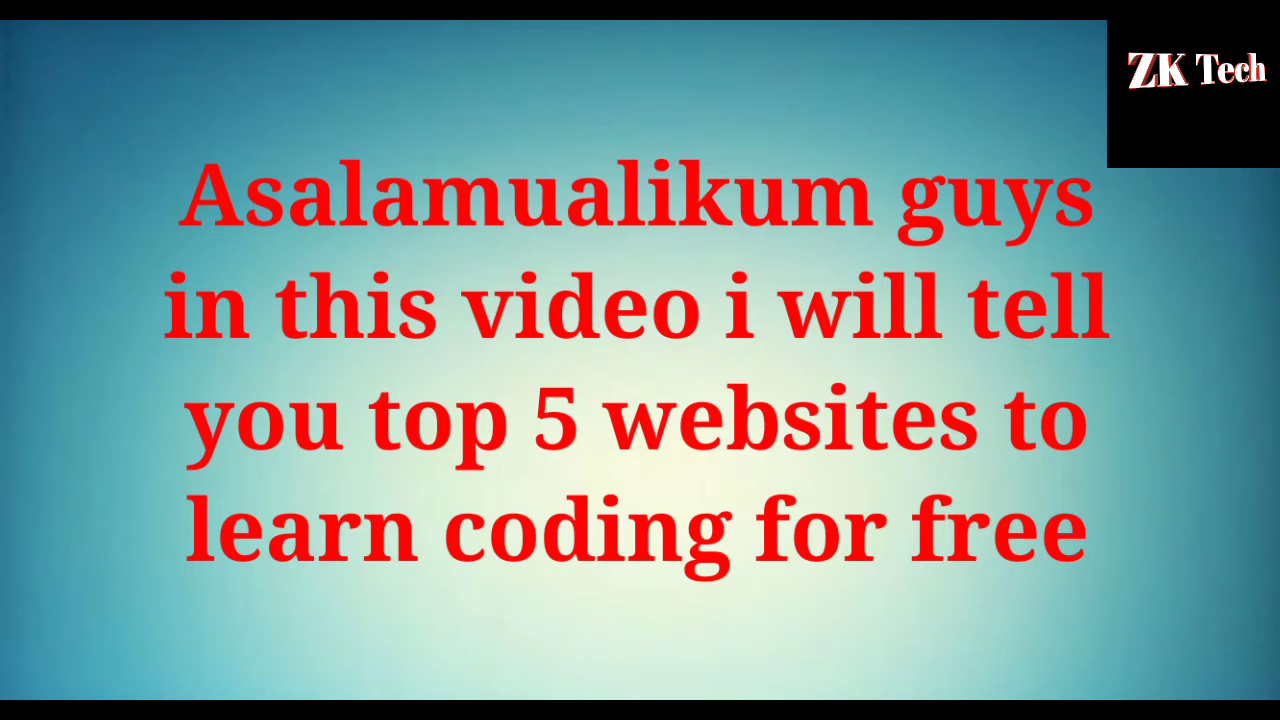 ZK Tech
Asalamualikum guys
in this video i will tell
you top 5 websites to
learn coding for free